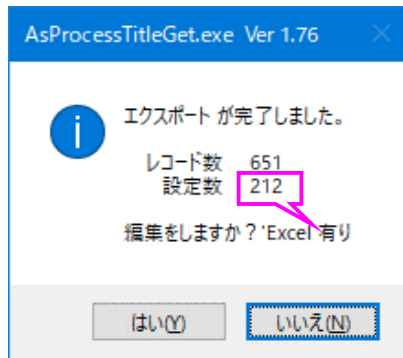 AsProcessTitleGet.exe Ver 1.76
エクスポート が完了しました。
レコード数 651
設定数 212
編集をしますか？'Excel 有り
はい(Y)
いいえ(N)